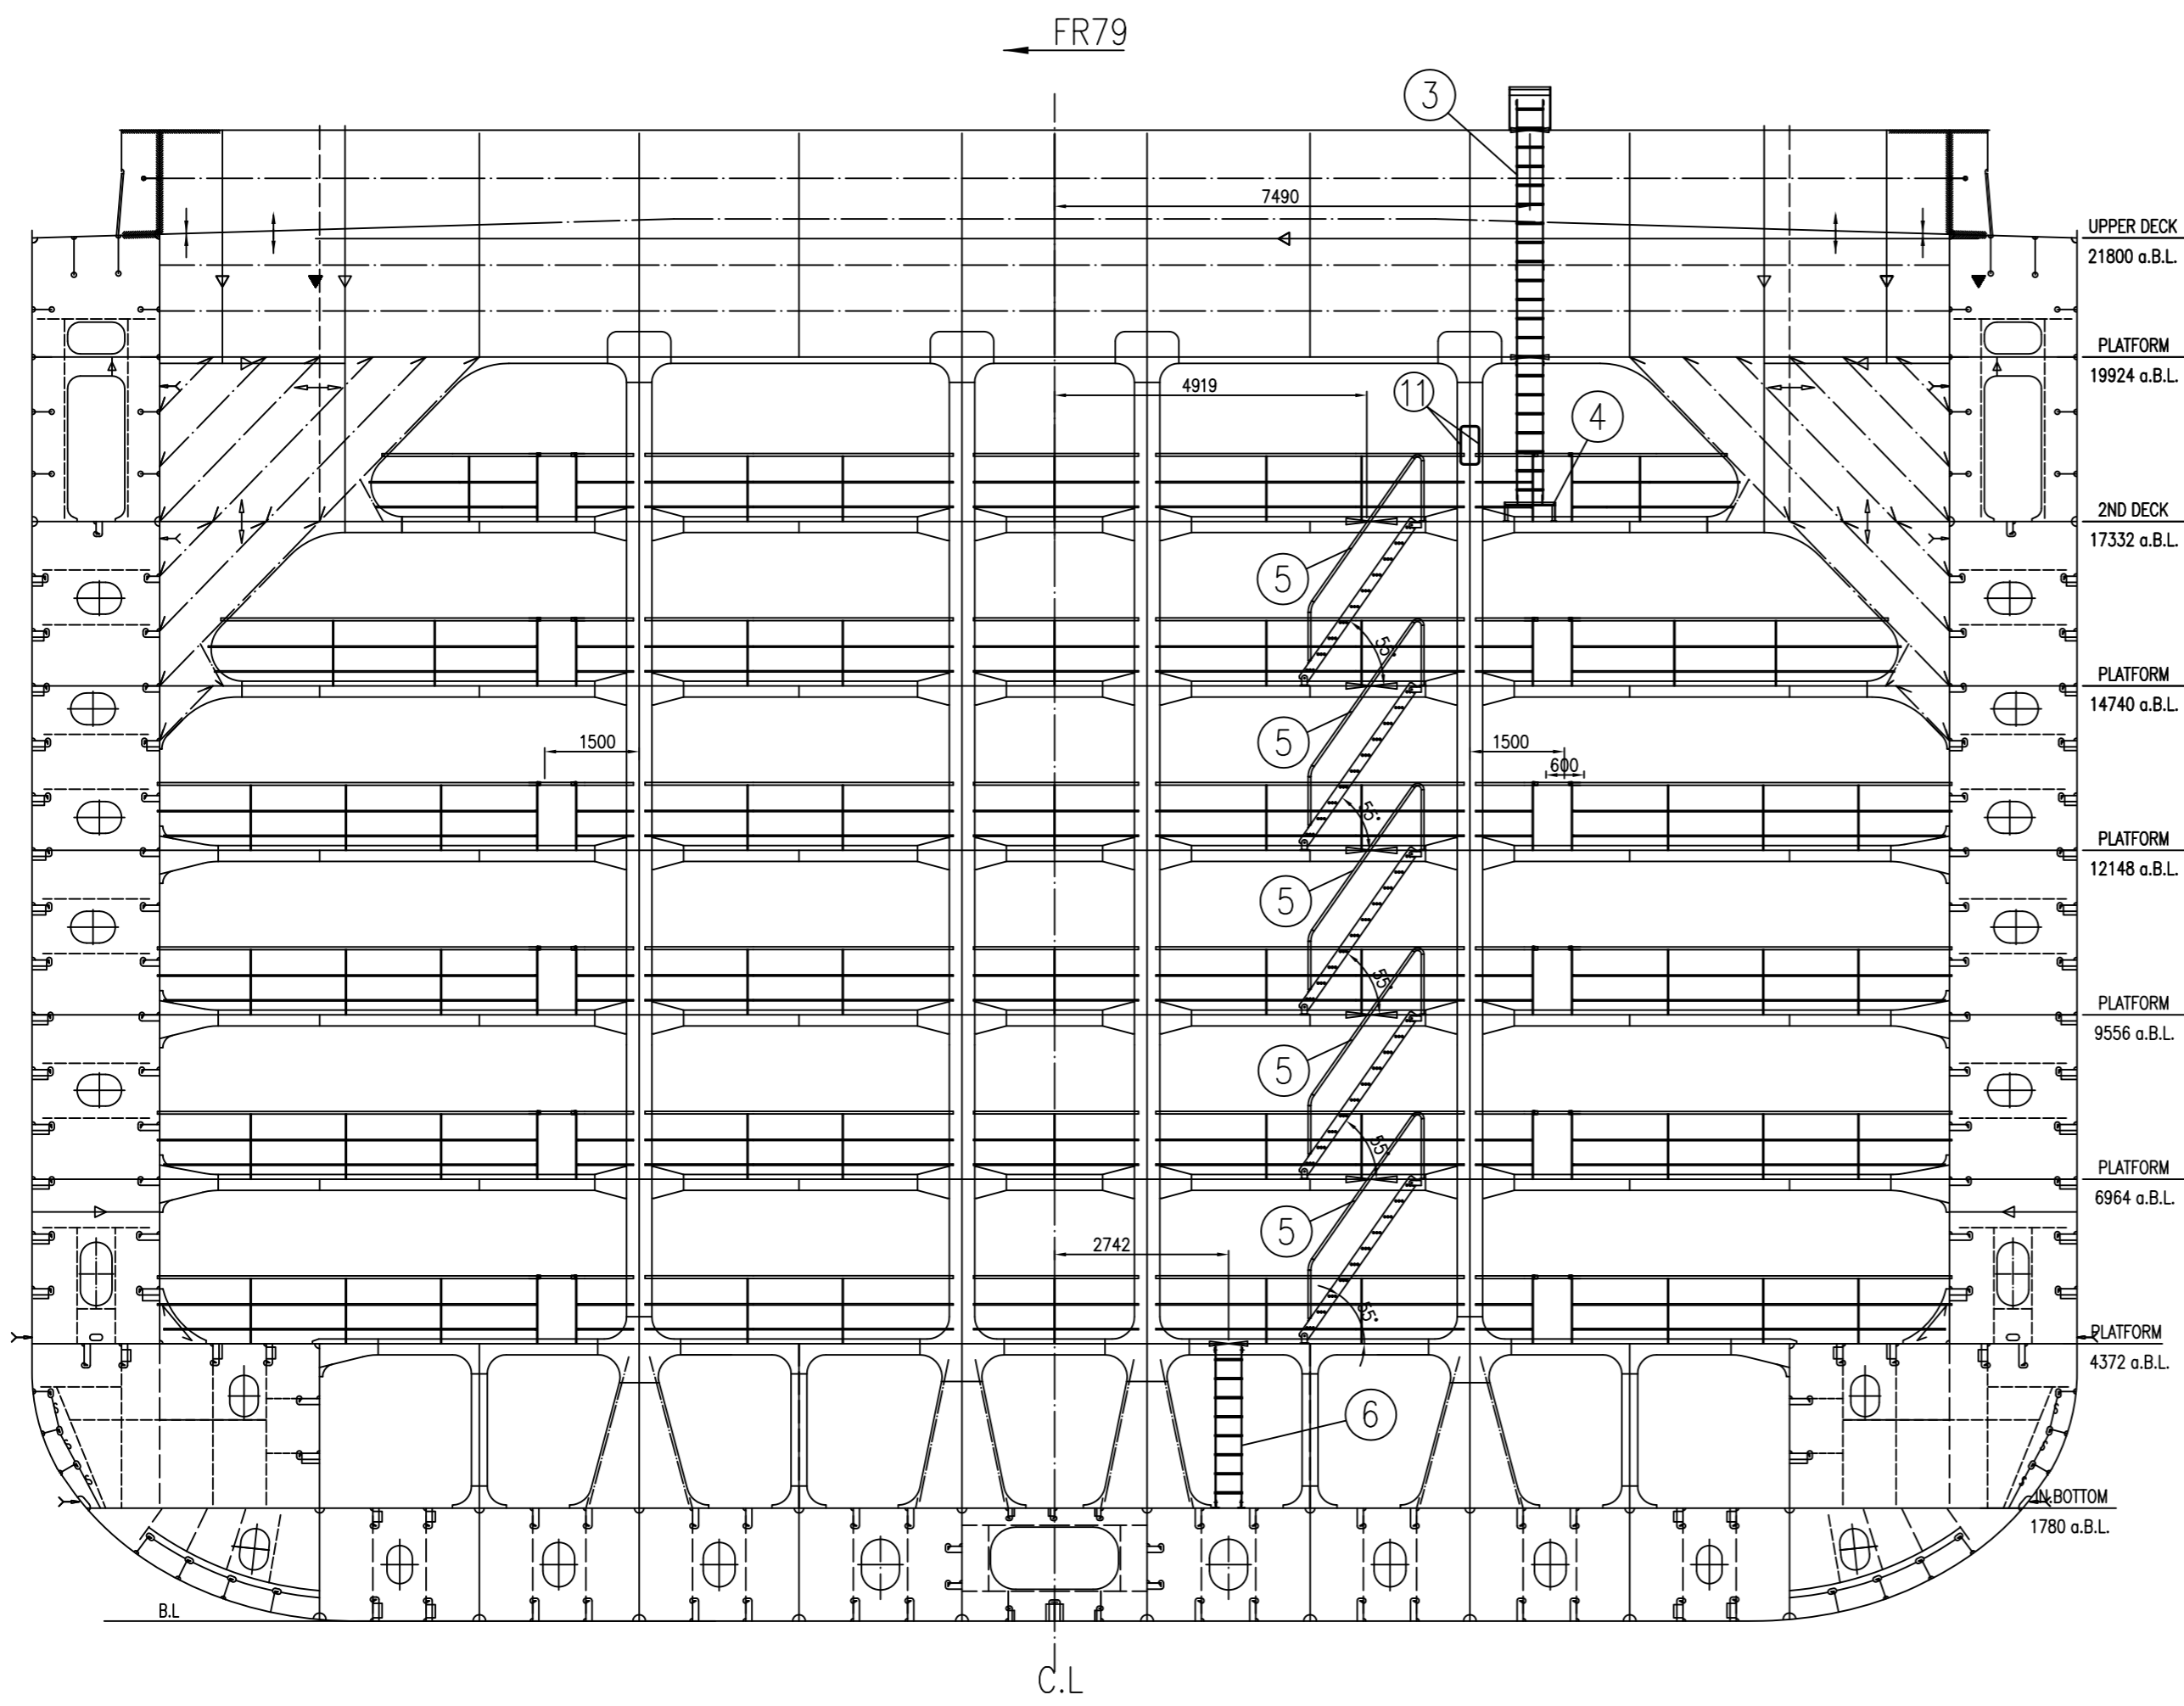 FR79
3
7490
UPPER DECK
21800 a.B.L.
PLATFORM
19924 a.B.L.
4919
11
4
2ND DECK
17332 a.B.L.
5
55°
PLATFORM
14740 a.B.L.
5
1500
1500
600
55°
PLATFORM
12148 a.B.L.
5
55°
PLATFORM
9556 a.B.L.
5
55°
PLATFORM
6964 a.B.L.
5
2742
55°
PLATFORM
4372 a.B.L.
6
IN.BOTTOM
1780 a.B.L.
B.L
C.L